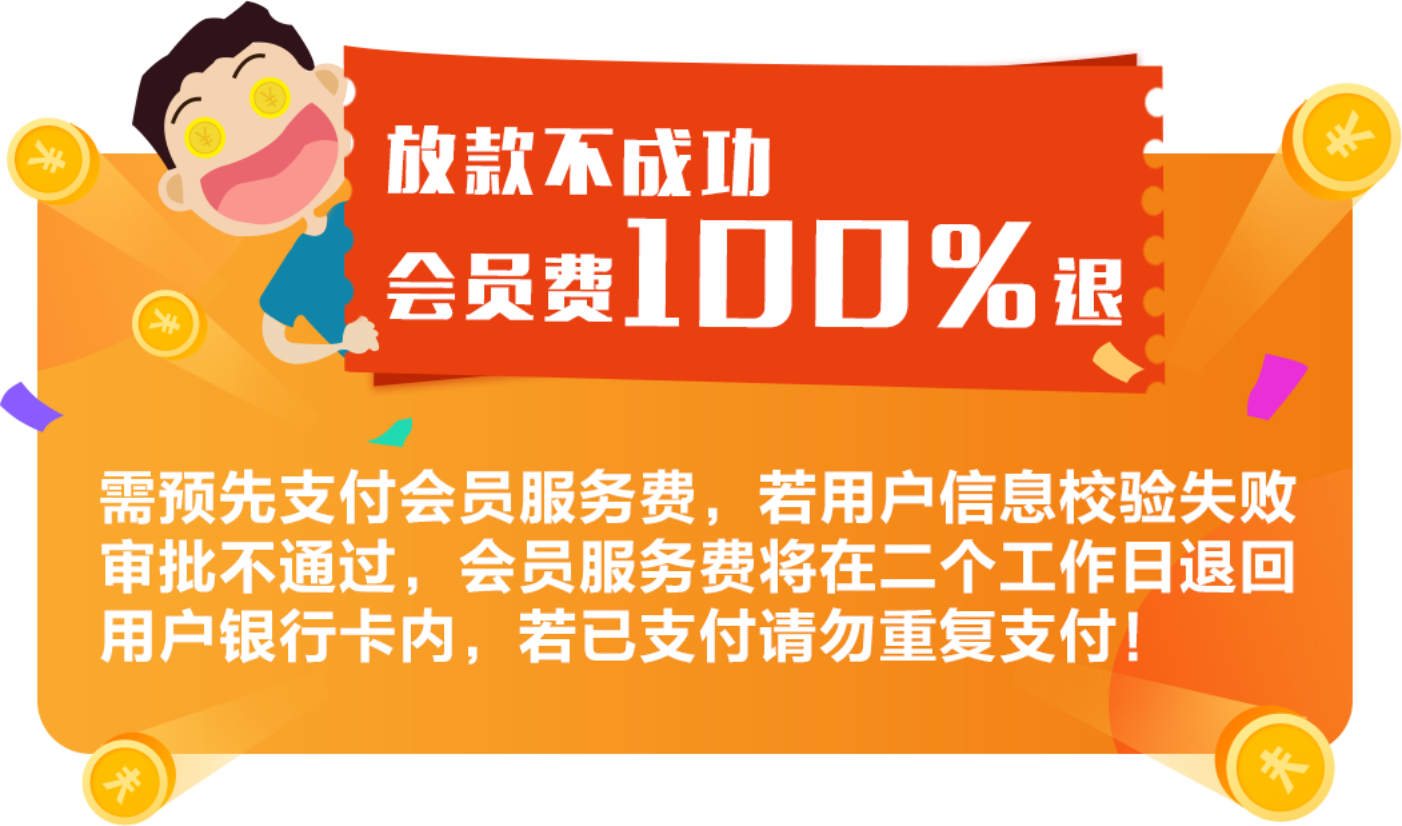 放款不成功
会员费100%退
需预先支付会员服务费，若用户信息校验失败
审批不通过，会员服务费将在二个工作日退回
用户银行卡内，若已支付请勿重复支付！